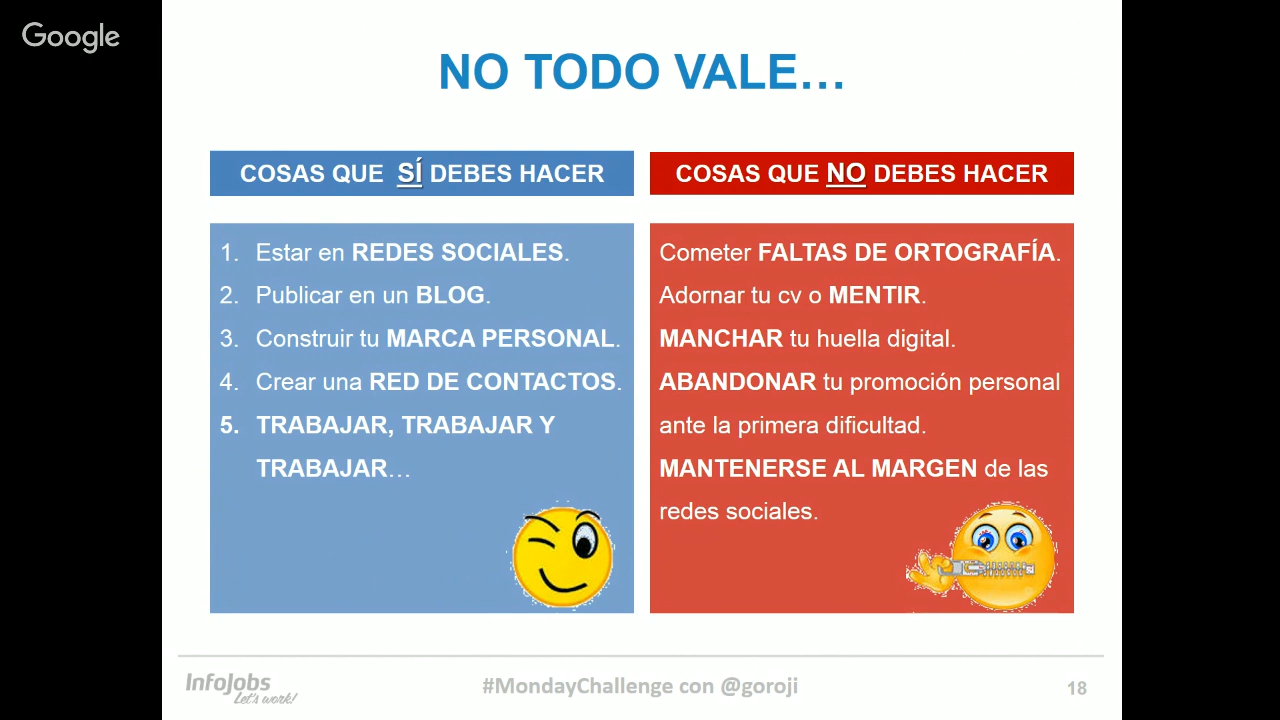 Google
NO TODO VALE…
COSAS QUE SÍ DEBES HACER
1. Estar en REDES SOCIALES.
2. Publicar en un BLOG.
3. Construir tu MARCA PERSONAL.
4. Crear una RED DE CONTACTOS.
5. TRABAJAR, TRABAJAR Y
TRABAJAR…
COSAS QUE NO DEBES HACER
Cometer FALTAS DE ORTOGRAFÍA.
Adornar tu cv o MENTIR.
MANCHAR tu huella digital.
ABANDONAR tu promoción personal
ante la primera dificultad.
MANTENERSE AL MARGEN de las
redes sociales.
InfoJobs
Let's work!
#MondayChallenge con @goroji
18